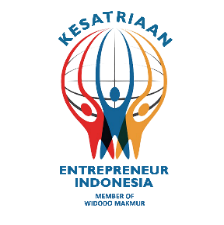 KESATRIAAN
ENTREPRENEUR
INDONESIA
MEMBER OF
WIDODO MAKMUR